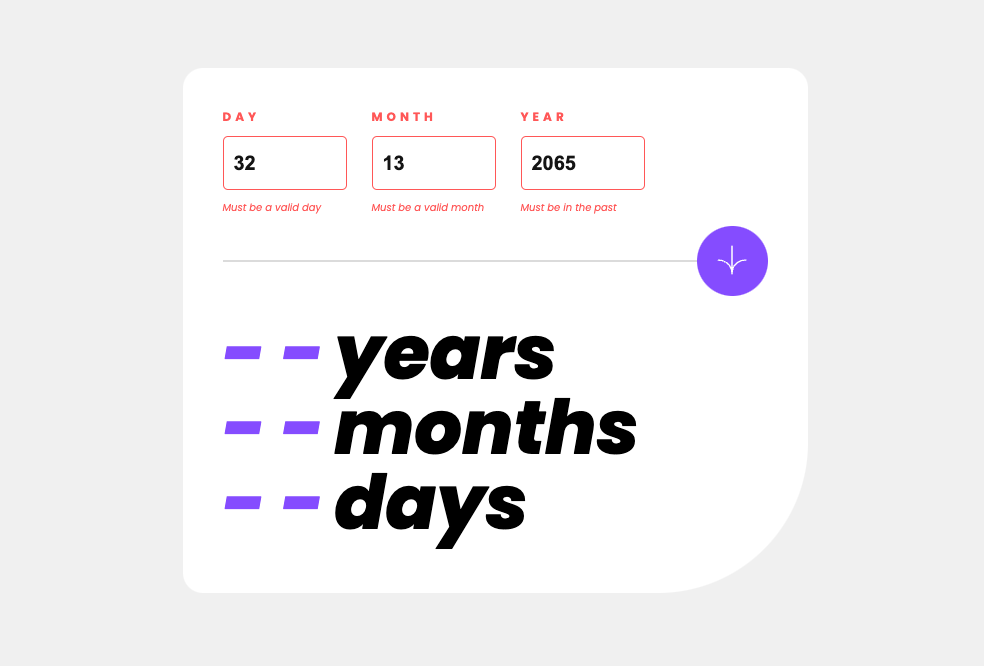 DAY MONTH YEAR
32 13 2065
Must be a valid day Must be a valid month Must be in the past
-- years
-- months
-- days